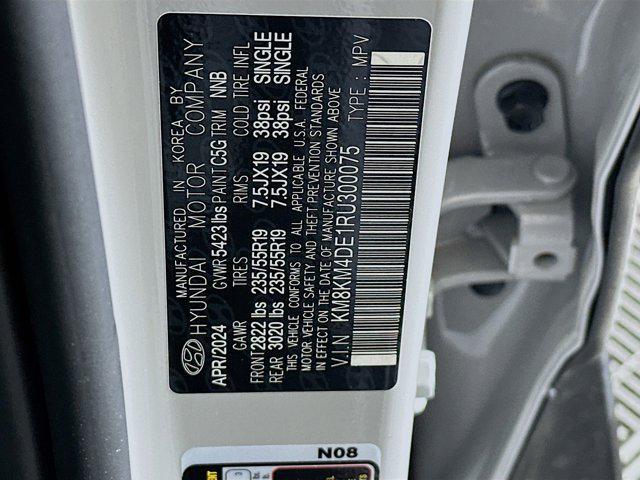 MANUFACTURED IN KOREA BY
HYUNDAI MOTOR COMPANY
APR/2024 GVWR 5423 lbs PAINT C5G TRIM NNB
GAWR TIRES RIMS COLD TIRE INFL
FRONT 2822 lbs 235/55R19 7.5JX19 38psi SINGLE
REAR 3020 lbs 235/55R19 7.5JX19 38psi SINGLE
THIS VEHICLE CONFORMS TO ALL APPLICABLE U.S.A. FEDERAL
MOTOR VEHICLE SAFETY AND THEFT PREVENTION STANDARDS
IN EFFECT ON THE DATE OF MANUFACTURE SHOWN ABOVE
V.I.N KM8KM4DE1RU300075 TYPE : MPV
N08